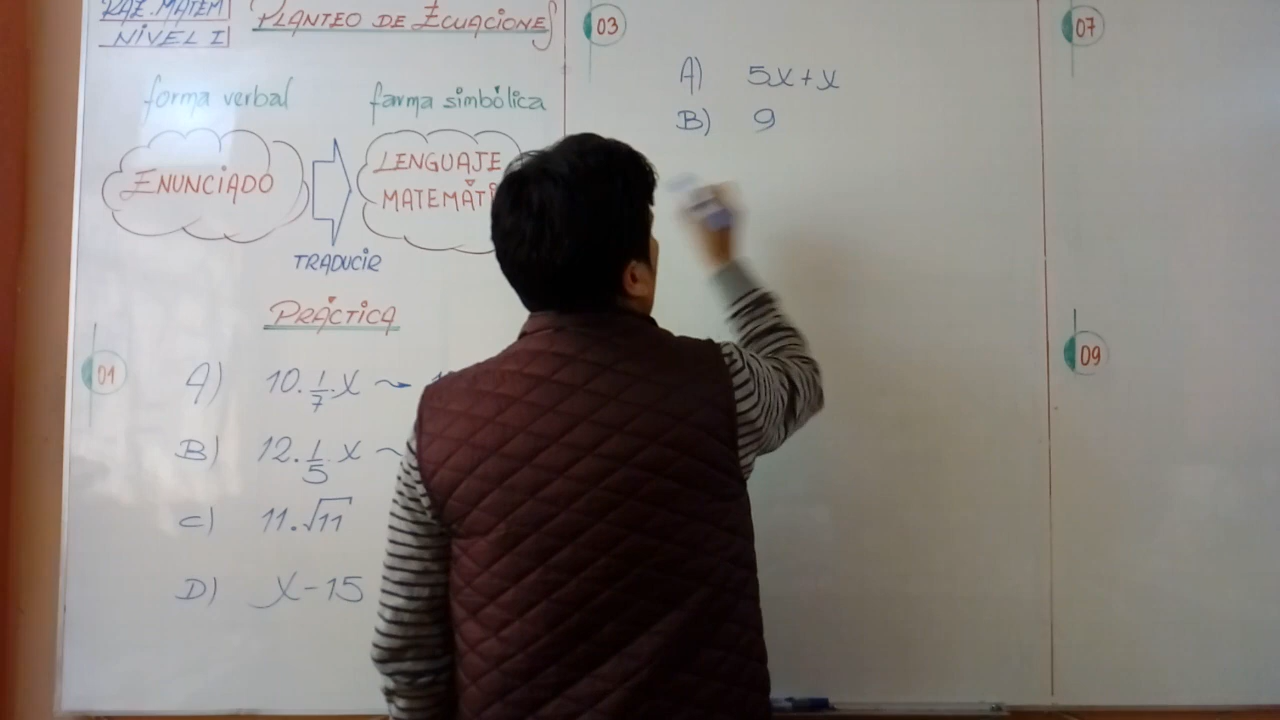 RAZ. MATEM
NIVEL I
PLANTEO DE ECUACIONES
forma verbal
forma simbólica
ENUNCIADO
LENGUAJE
MATEMÁTI
TRADUCIR
PRÁCTICA
01
A) 10.1/7.X ~
B) 12.1/5.X ~
C) 11.√11
D) X-15
03
A) 5X+X
B) 9
07
09